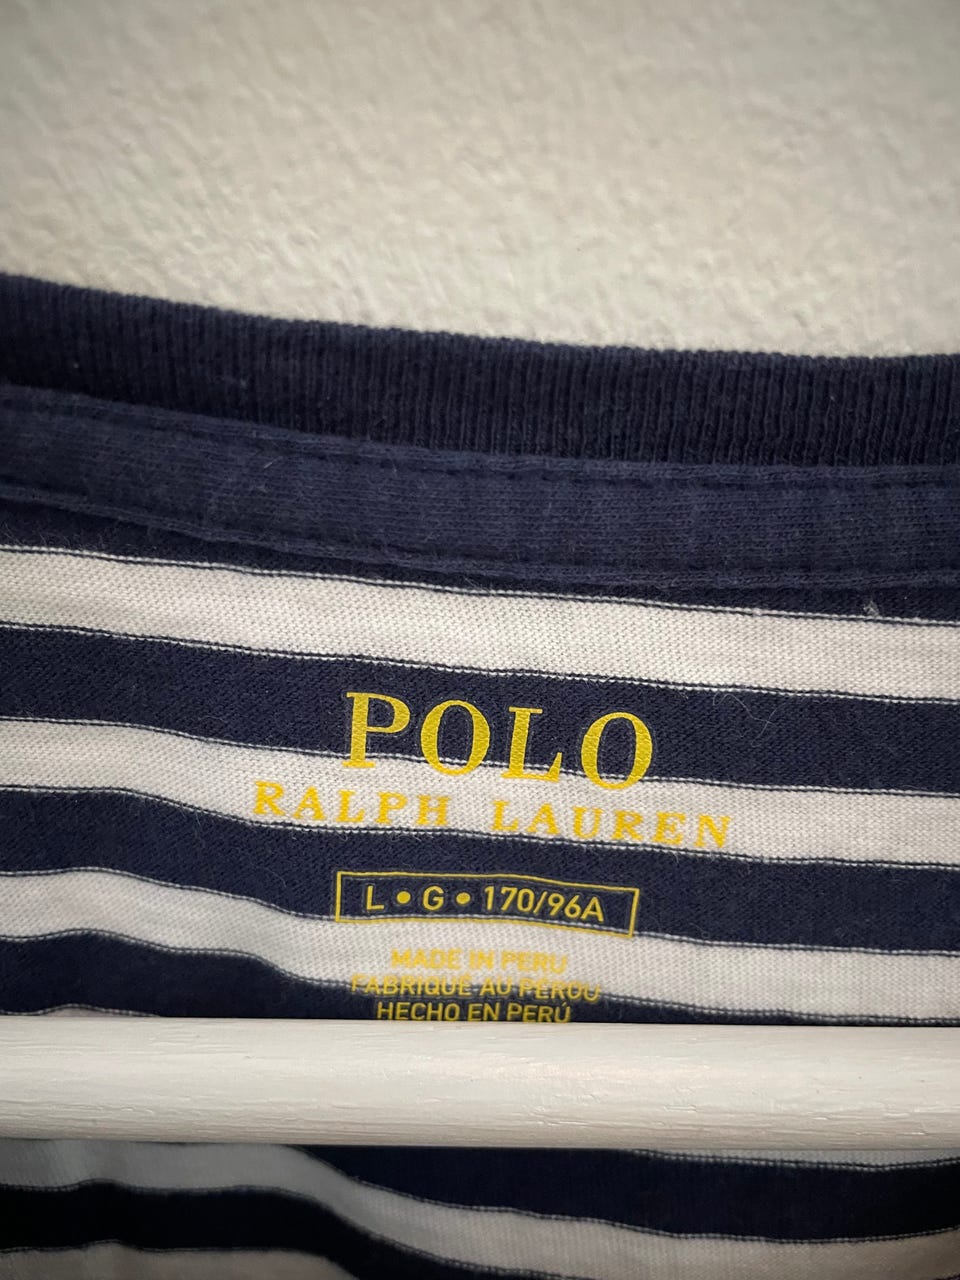 POLO
RALPH LAUREN
L • G • 170/96A
MADE IN PERU
FABRIQUÉ AU PÉROU
HECHO EN PERÚ